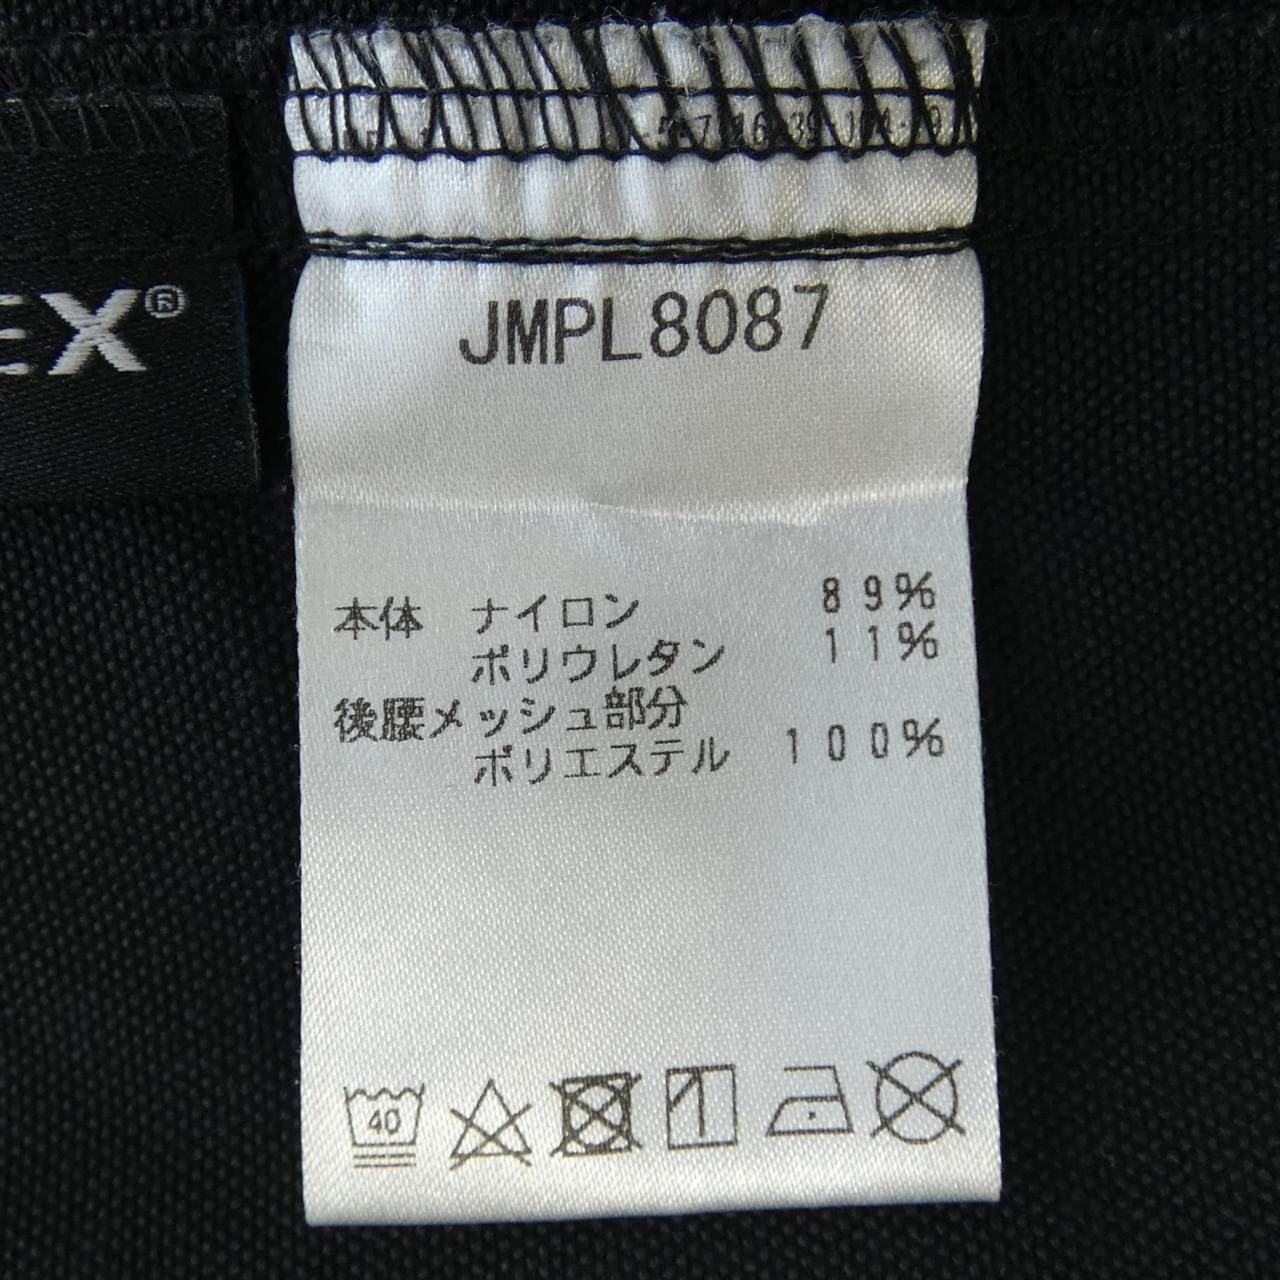 EX®
JMPL8087
本体 ナイロン 89%
ポリウレタン 11%
後腰メッシュ部分
ポリエステル 100%
40